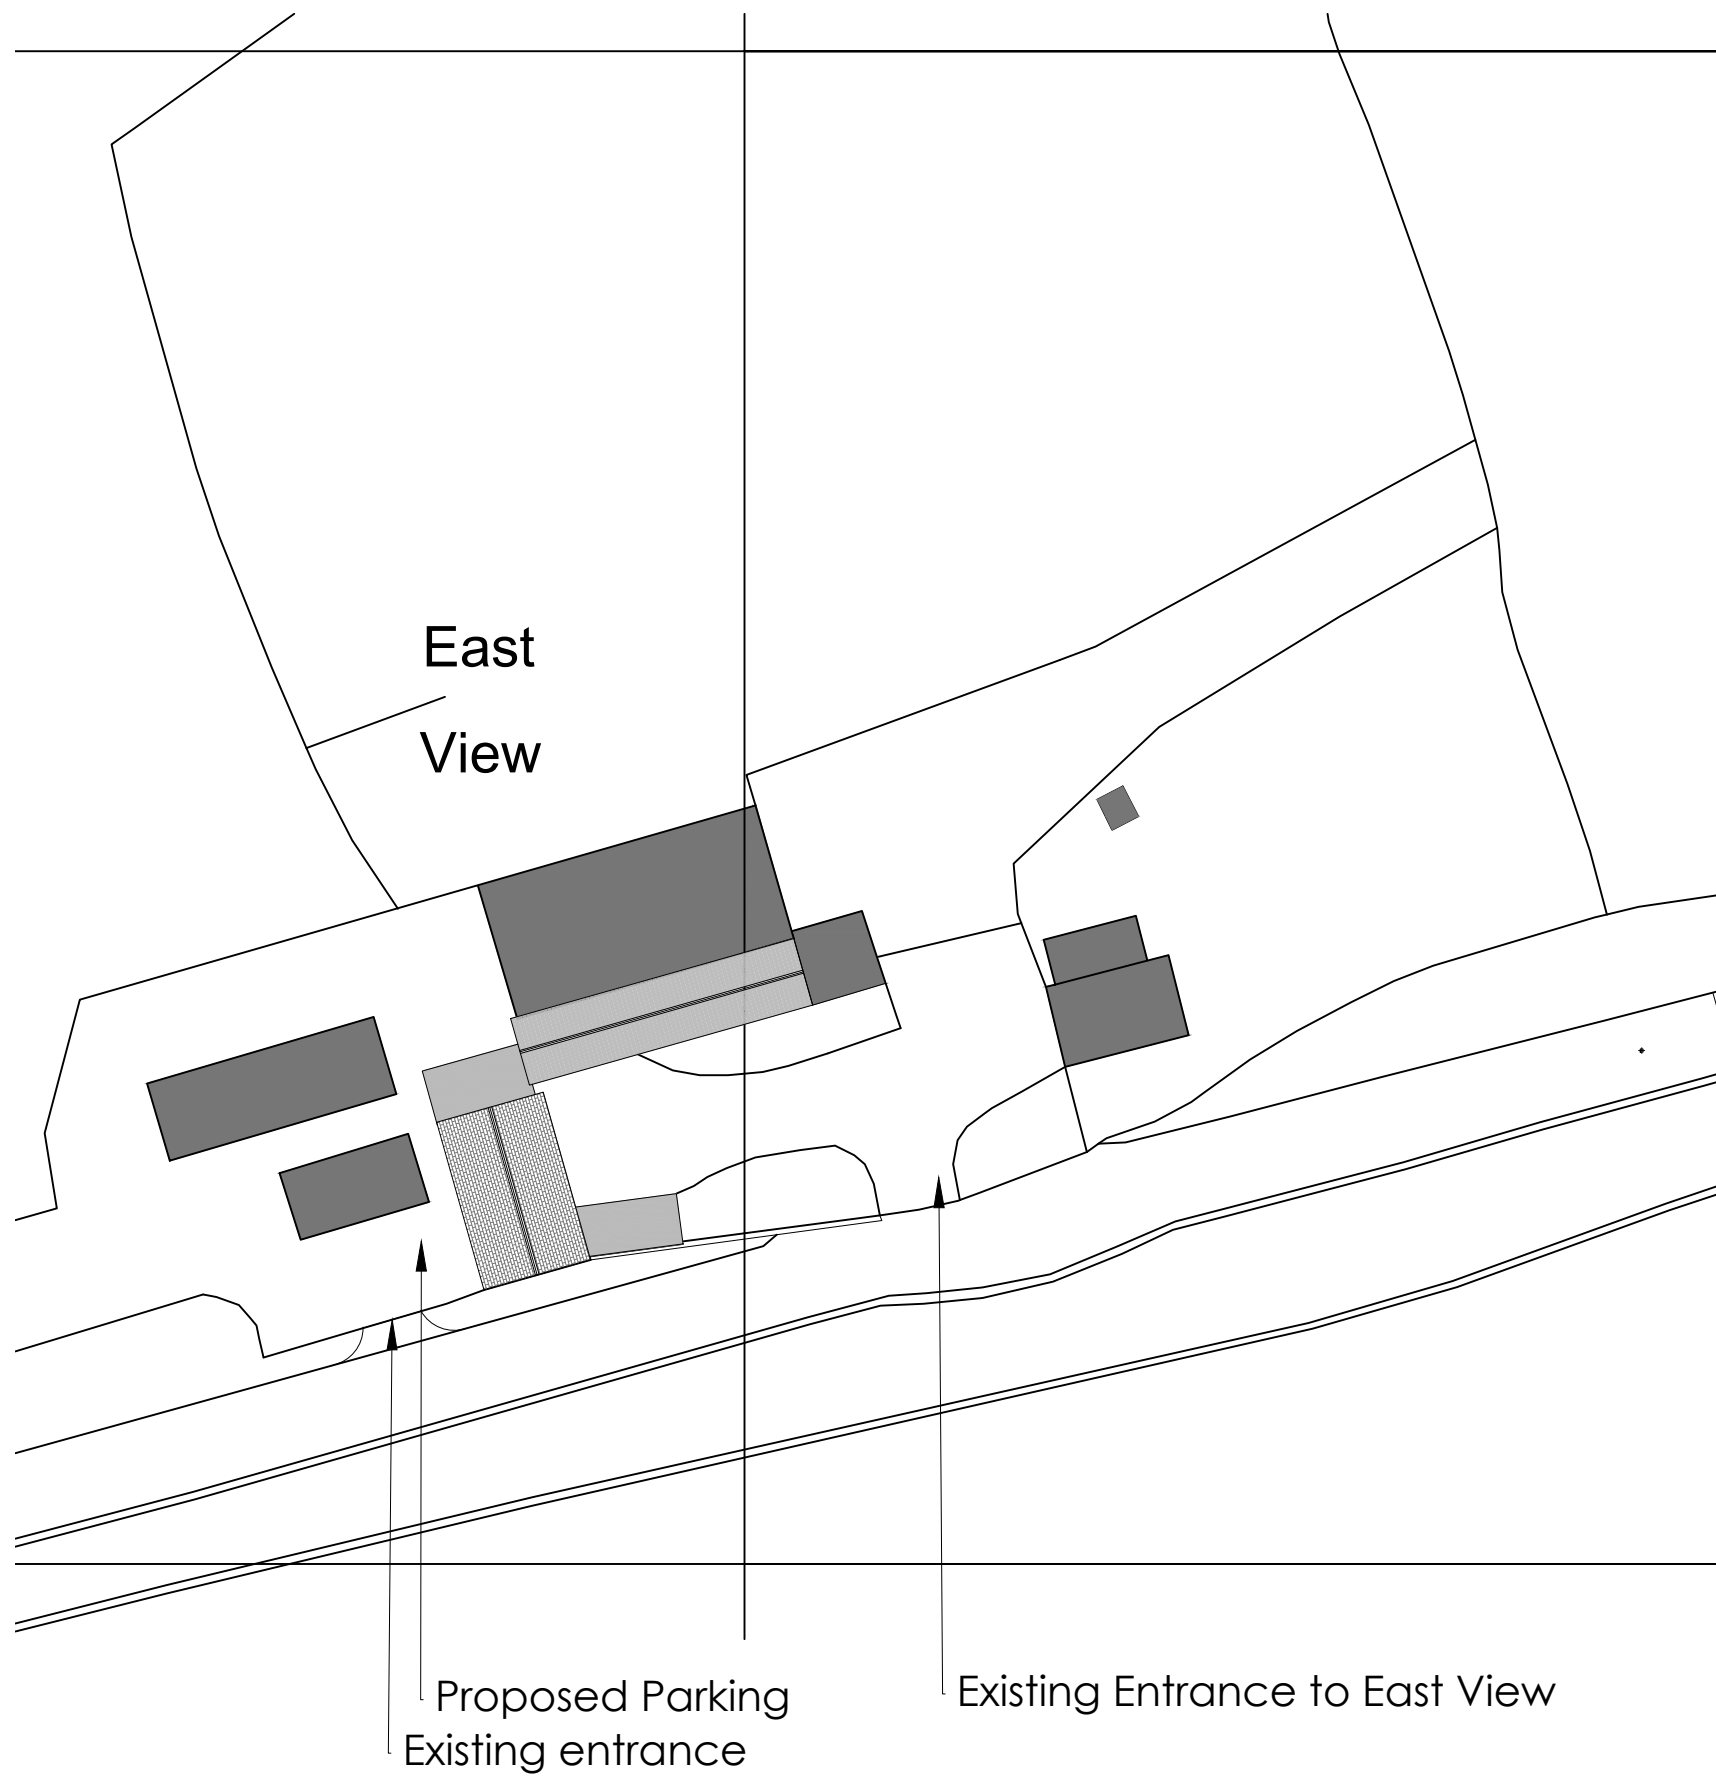 East
View
Proposed Parking
Existing entrance
Existing Entrance to East View